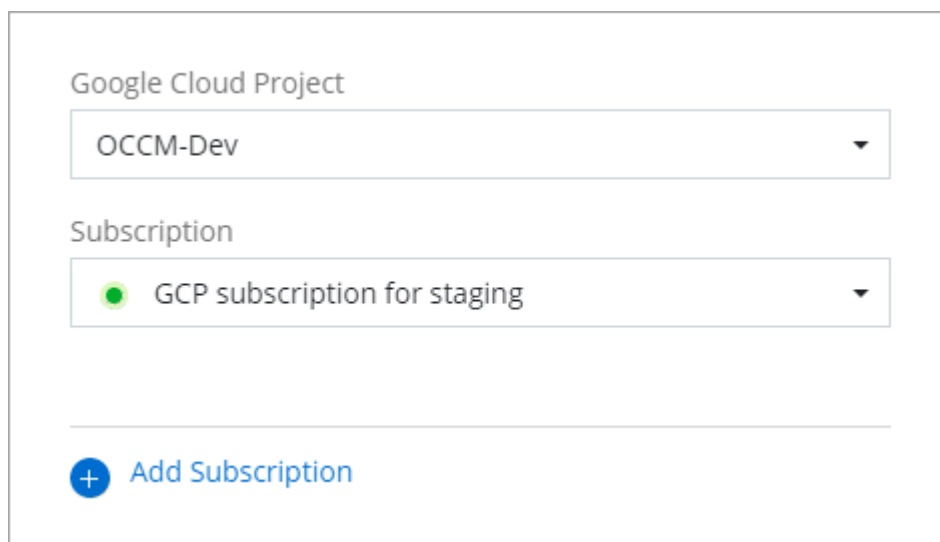 Google Cloud Project
OCCM-Dev
Subscription
GCP subscription for staging
Add Subscription